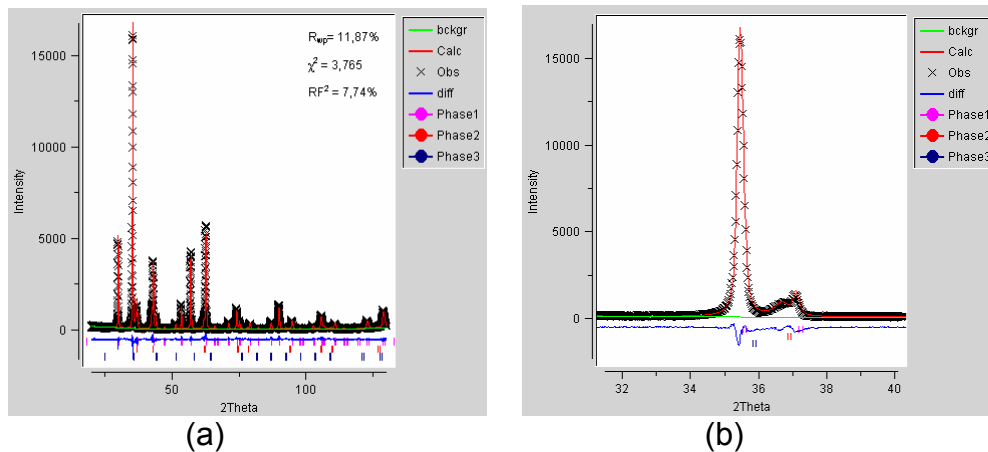 15000
10000
5000
0
Intensity
50
100
2Theta
R_wp= 11,87%
χ² = 3,765
RF² = 7,74%
bckgr
Calc
Obs
diff
Phase1
Phase2
Phase3
(a)
15000
10000
5000
0
Intensity
32
34
36
38
40
2Theta
bckgr
Calc
Obs
diff
Phase1
Phase2
Phase3
(b)